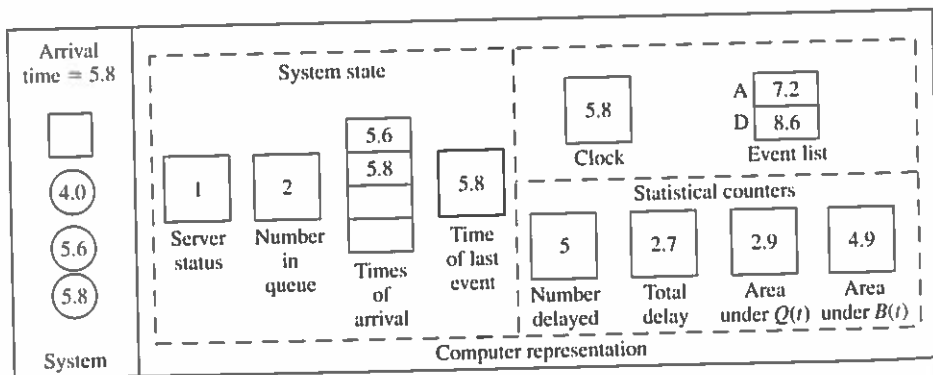 Arrival
time = 5.8
4.0
5.6
5.8
System
System state
1
Server
status
2
Number
in
queue
5.6
5.8
Times
of
arrival
5.8
Time
of last
event
5.8
Clock
A 7.2
D 8.6
Event list
Statistical counters
5
Number
delayed
2.7
Total
delay
2.9
Area
under Q(t)
4.9
Area
under B(t)
Computer representation